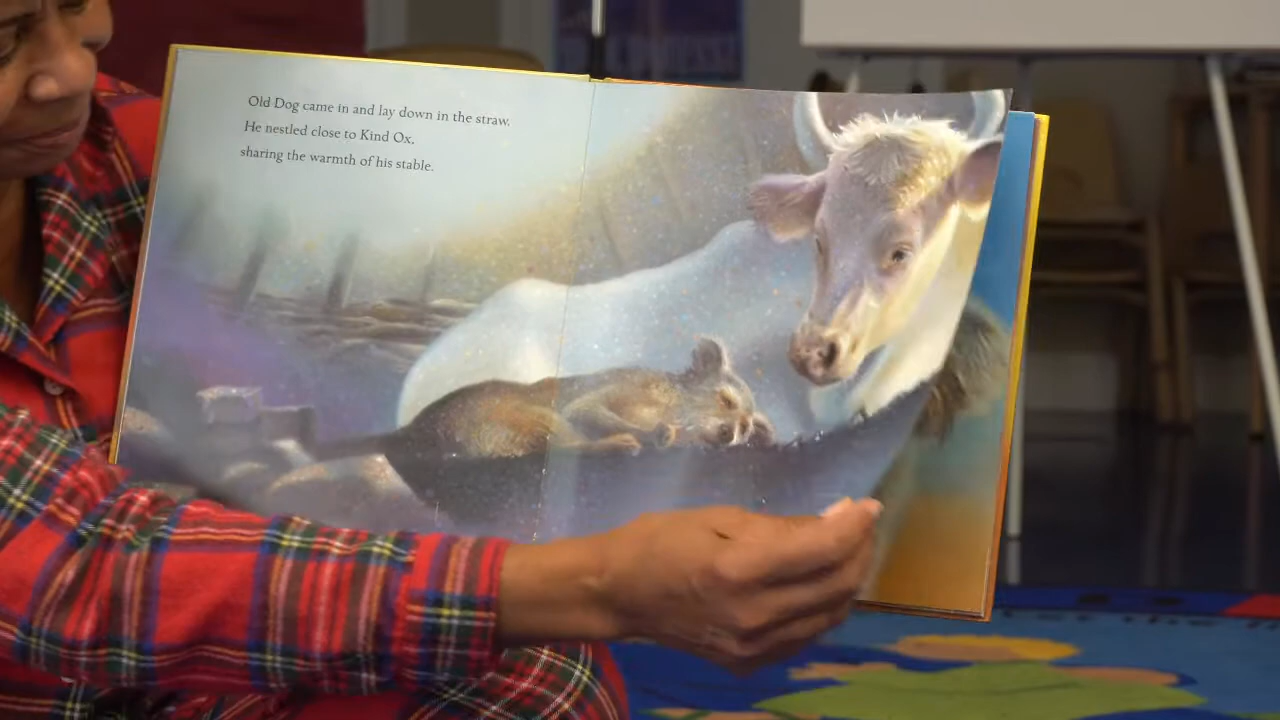 Old Dog came in and lay down in the straw.
He nestled close to Kind Ox,
sharing the warmth of his stable.